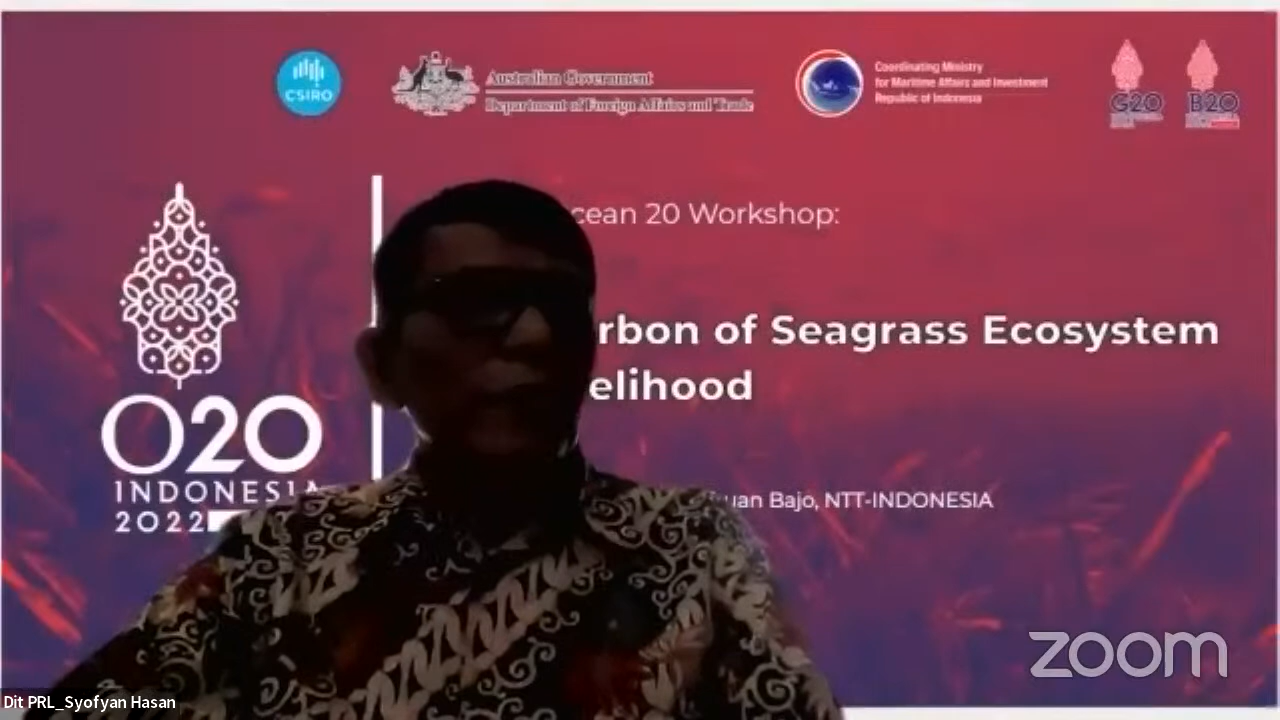 CSIRO
Australian Government
Department of Foreign Affairs and Trade
Coordinating Ministry
for Maritime Affairs and Investment
Republic of Indonesia
G20
B20
cean 20 Workshop:
rbon of Seagrass Ecosystem
elihood
O20
INDONESIA
2022
uan Bajo, NTT-INDONESIA
zoom
Dit PRL_Syofyan Hasan